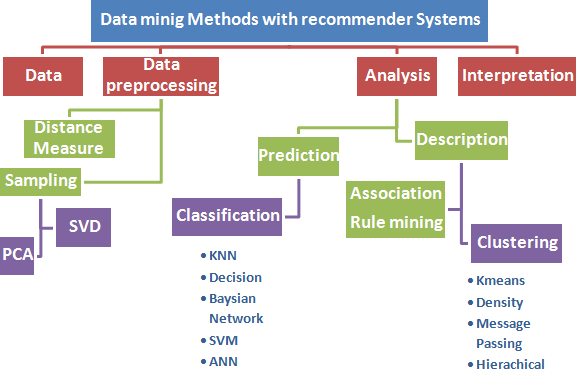 Data minig Methods with recommender Systems
Data
Data
preprocessing
Analysis
Interpretation
Distance
Measure
Sampling
SVD
PCA
Prediction
Classification
• KNN
• Decision
• Baysian
Network
• SVM
• ANN
Description
Association
Rule mining
Clustering
• Kmeans
• Density
• Message
Passing
• Hierachical